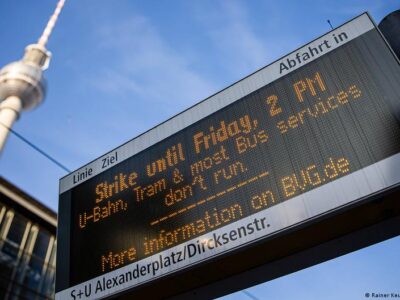 Linie Ziel Abfahrt in
Strike until Friday, 2 PM
U-Bahn, Tram & most Bus services
don't run.
_ _ _ _ _ _ _ _ _ _
More information on BVG.de
S+U Alexanderplatz/Dircksenstr.
© Rainer